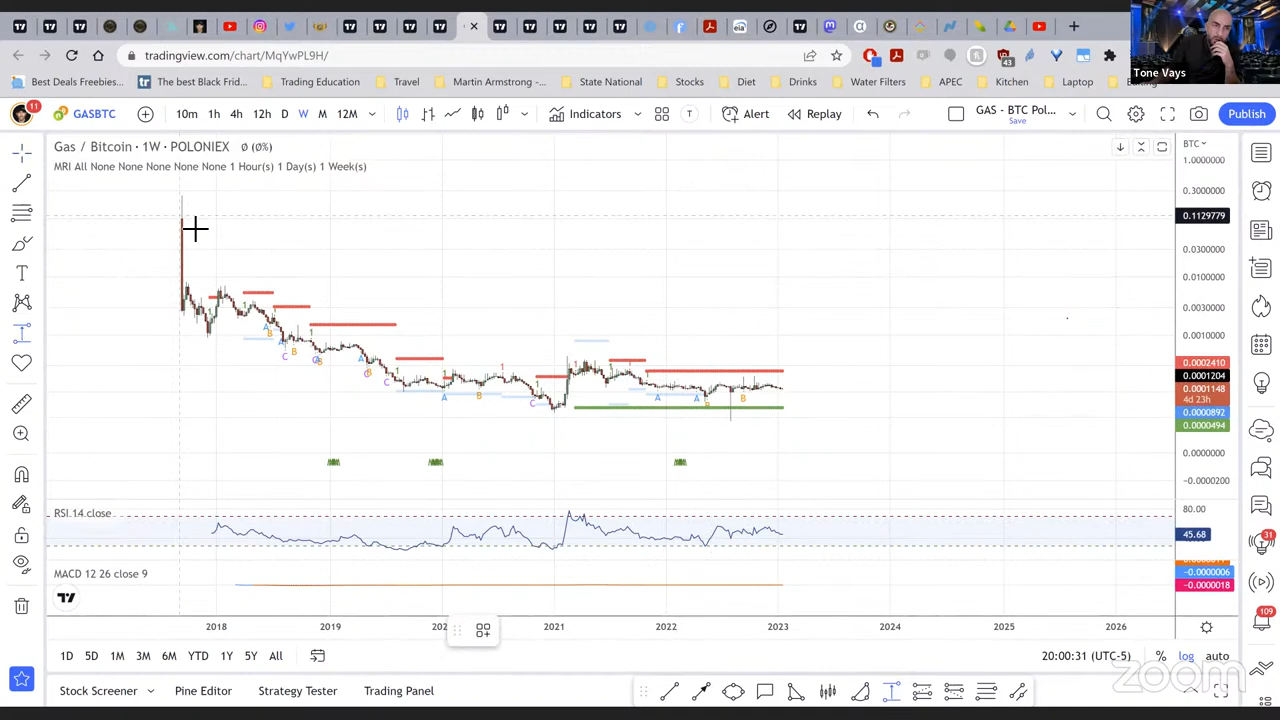 tradingview.com/chart/MqYwPL9H/
43
Tone Vays
Best Deals Freebies...
The best Black Frid...
Trading Education
Travel
Martin Armstrong -...
State National
Stocks
Diet
Drinks
Water Filters
APEC
Kitchen
Laptop
11
GASBTC
10m 1h 4h 12h D W M 12M
Indicators
Alert
Replay
GAS - BTC Pol...
Save
Publish
Gas / Bitcoin · 1W · POLONIEX Ø (0%)
MRI All None None None None None 1 Hour(s) 1 Day(s) 1 Week(s)
BTC
1.0000000
0.3000000
0.1129779
0.0300000
0.0100000
0.0030000
0.0010000
0.0002410
0.0001204
0.0001148
4d 23h
0.0000892
0.0000494
0.0000000
−0.0000200
RSI 14 close
80.00
45.68
31
MACD 12 26 close 9
−0.0000006
−0.0000018
109
2018 2019 2021 2022 2023 2024 2025 2026
1D 5D 1M 3M 6M YTD 1Y 5Y All
20:00:31 (UTC-5) % log auto
zoom
Stock Screener
Pine Editor
Strategy Tester
Trading Panel